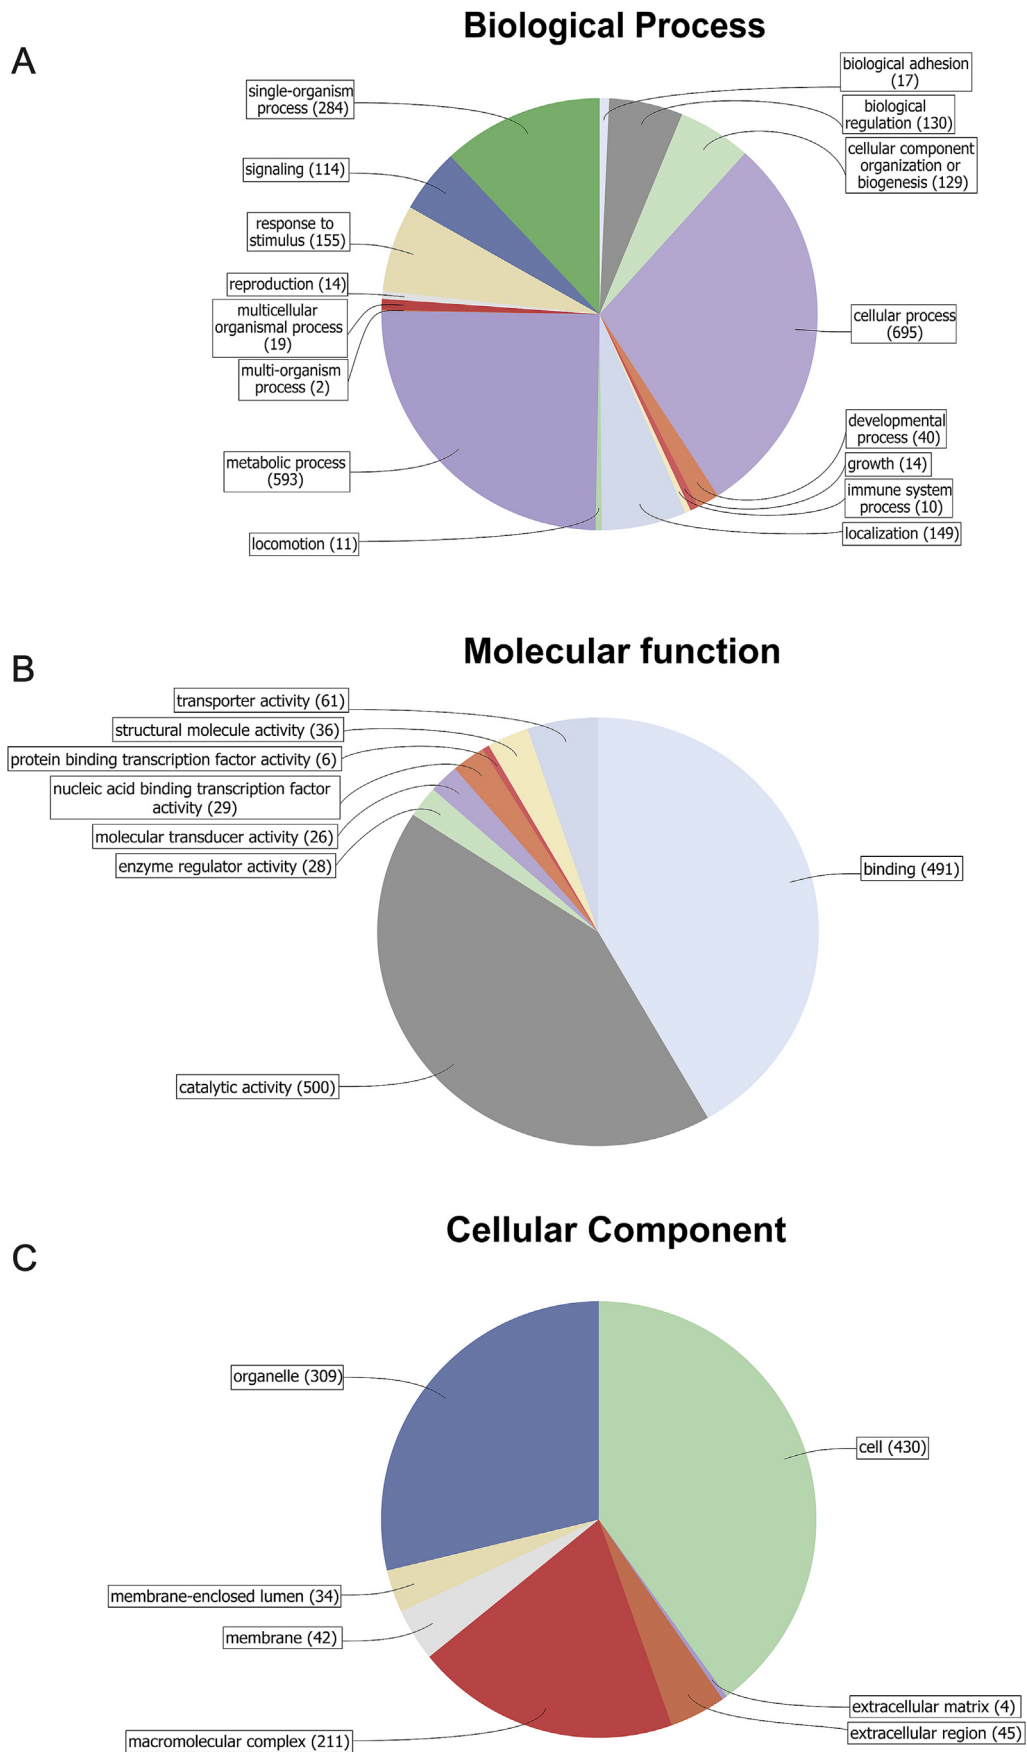 Biological Process
A
biological adhesion
(17)
biological
regulation (130)
cellular component
organization or
biogenesis (129)
cellular process
(695)
developmental
process (40)
growth (14)
immune system
process (10)
localization (149)
single-organism
process (284)
signaling (114)
response to
stimulus (155)
reproduction (14)
multicellular
organismal process
(19)
multi-organism
process (2)
metabolic process
(593)
locomotion (11)
Molecular function
B
transporter activity (61)
structural molecule activity (36)
protein binding transcription factor activity (6)
nucleic acid binding transcription factor
activity (29)
molecular transducer activity (26)
enzyme regulator activity (28)
binding (491)
catalytic activity (500)
Cellular Component
C
organelle (309)
cell (430)
membrane-enclosed lumen (34)
membrane (42)
macromolecular complex (211)
extracellular matrix (4)
extracellular region (45)